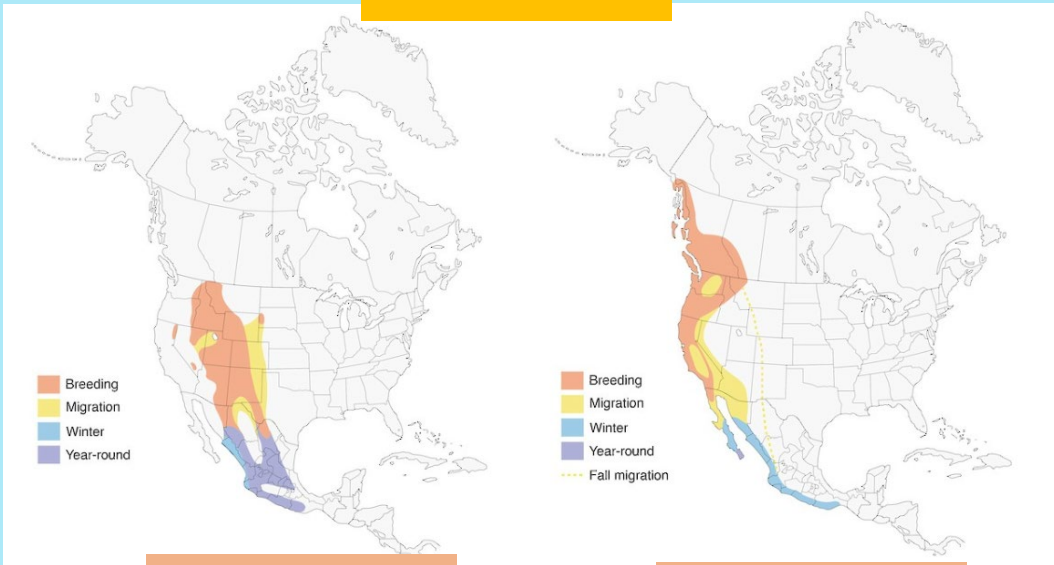 Breeding
Migration
Winter
Year-round
Breeding
Migration
Winter
Year-round
Fall migration